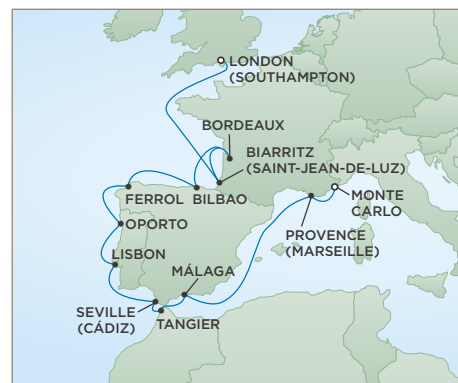 LONDON
(SOUTHAMPTON)
BORDEAUX
BIARRITZ
(SAINT-JEAN-DE-LUZ)
FERROL
BILBAO
MONTE
CARLO
OPORTO
PROVENCE
(MARSEILLE)
LISBON
MÁLAGA
SEVILLE
(CÁDIZ)
TANGIER